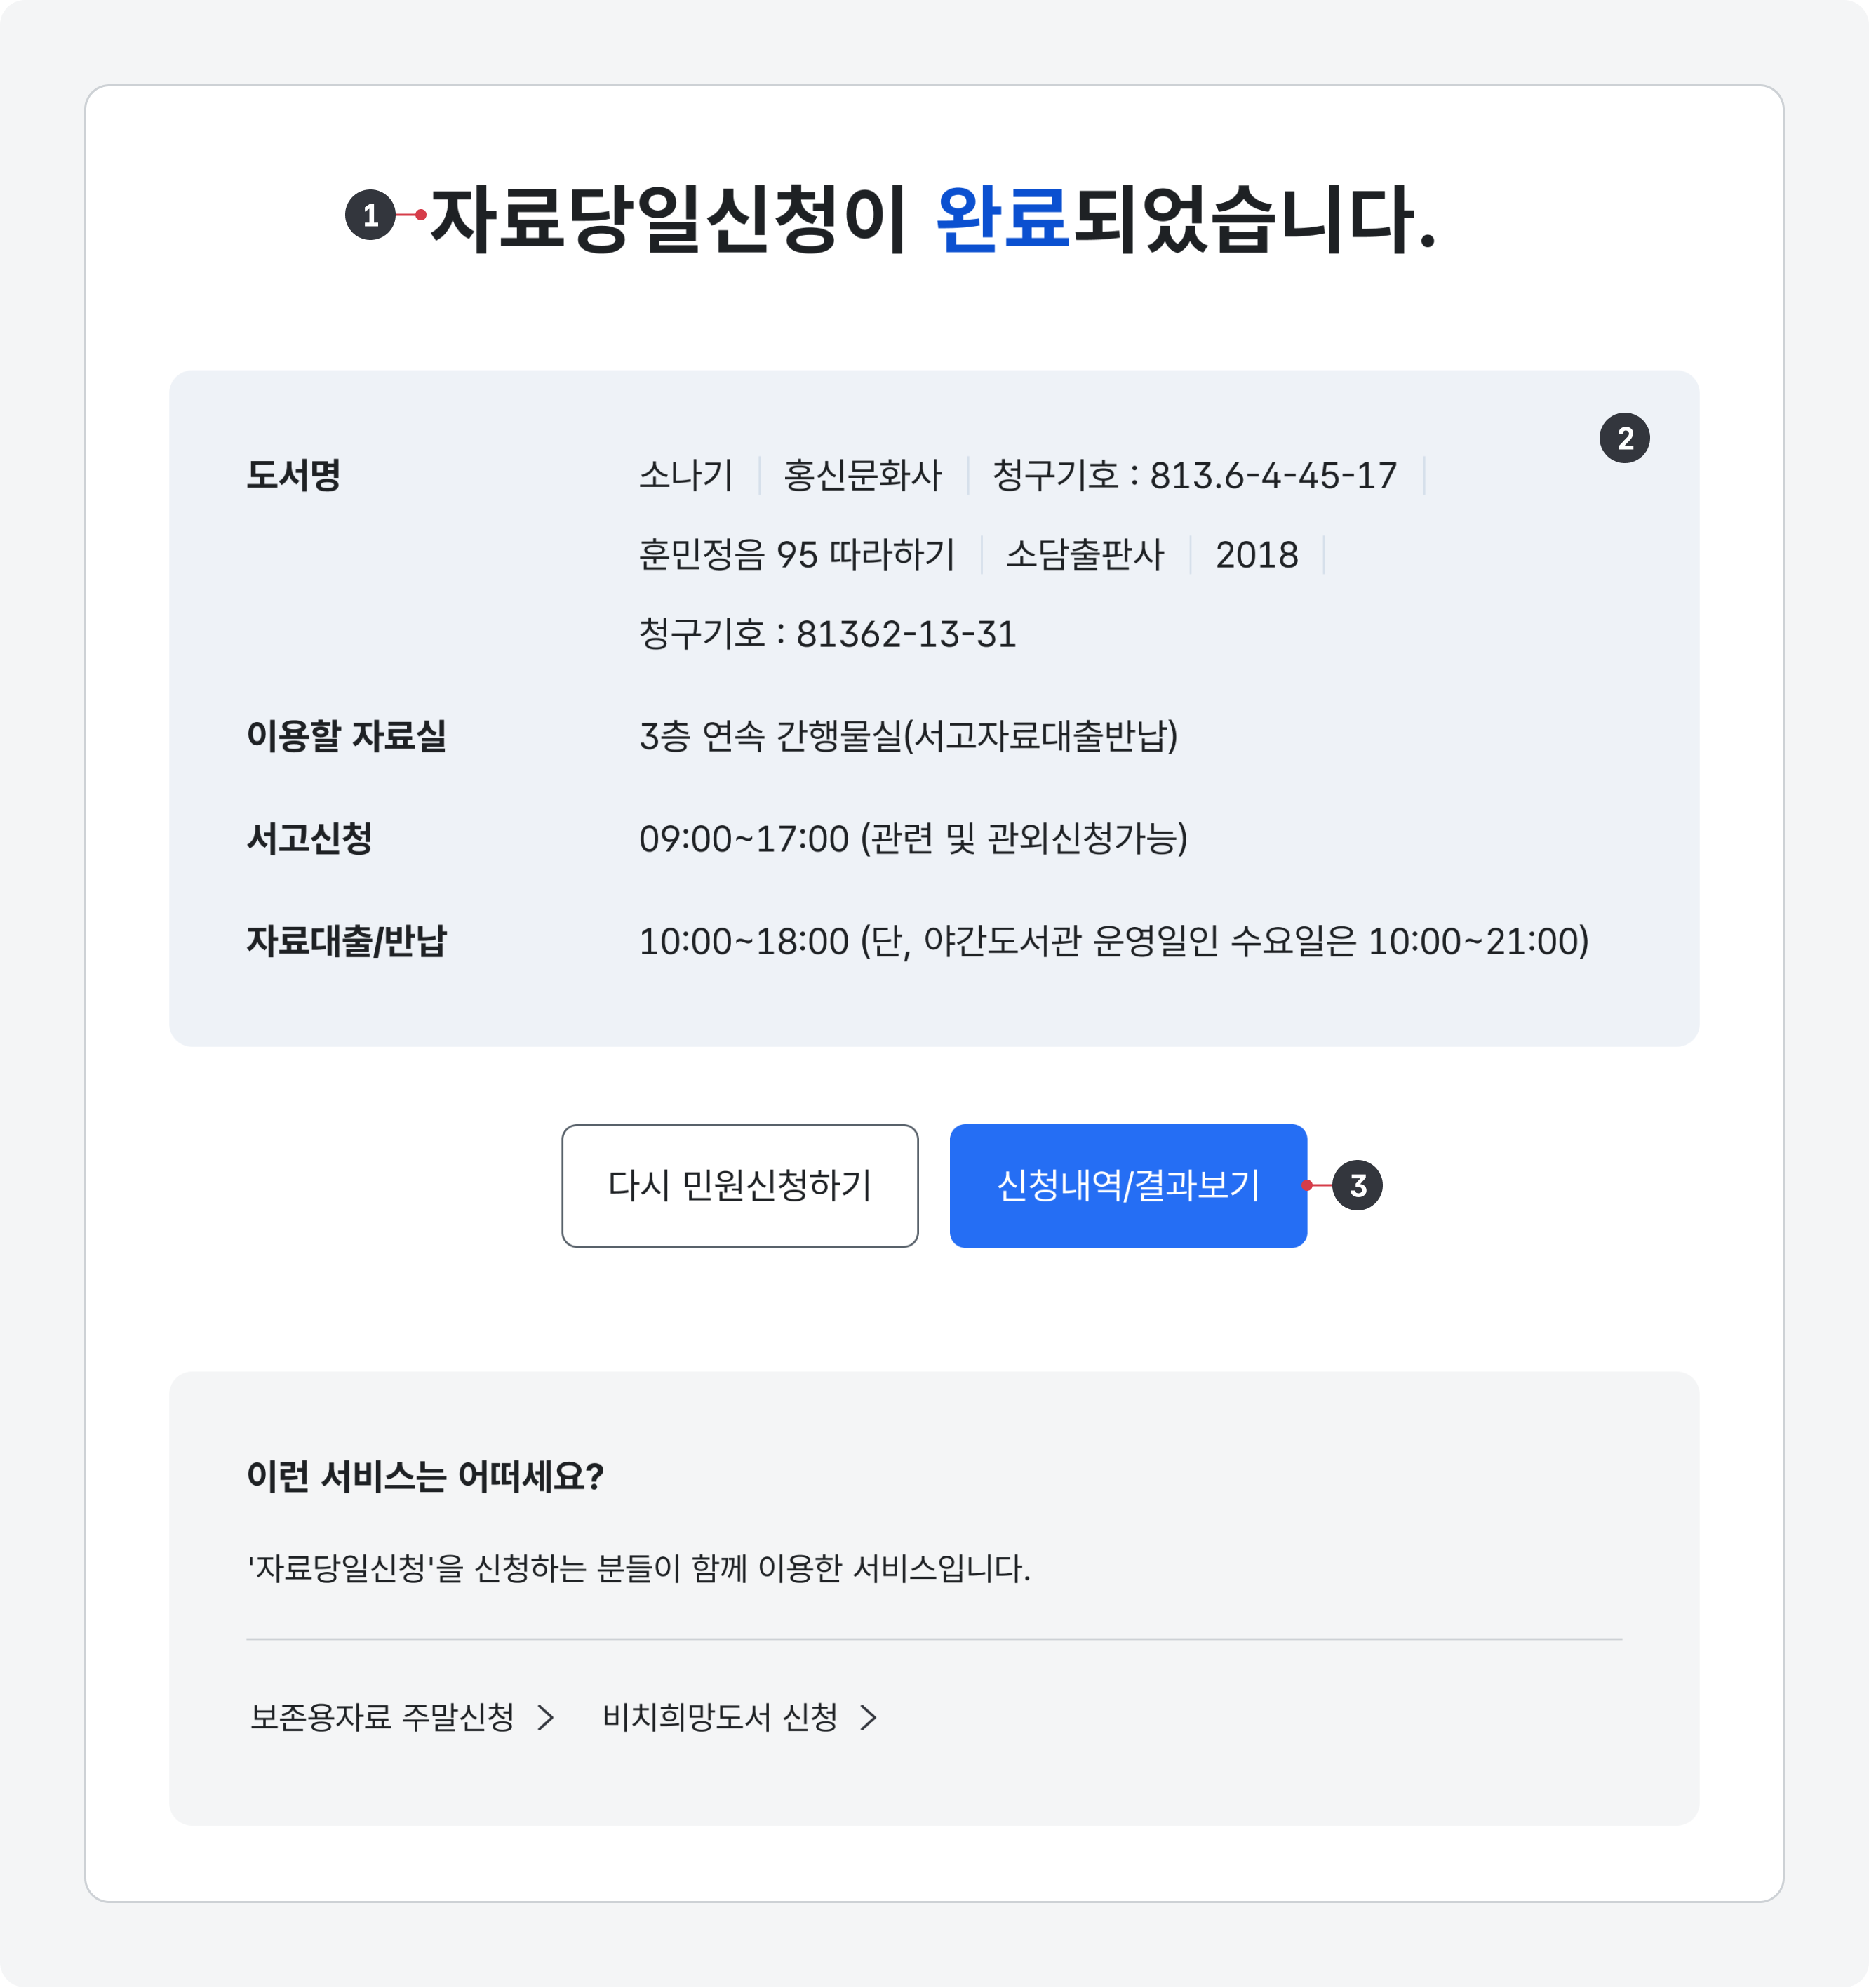 1
자료당일신청이 완료되었습니다.
2
도서명 소나기 홍신문화사 청구기호 : 813.6-4-45-17
훈민정음 95 따라하기 소담출판사 2018
청구기호 : 81362-13-31
이용할 자료실 3층 연속 간행물실(서고자료대출반납)
서고신청 09:00~17:00 (관내 및 관외신청가능)
자료대출/반납 10:00~18:00 (단, 야간도서관 운영일인 수요일은 10:00~21:00)
다시 민원신청하기 신청내역/결과보기
3
이런 서비스는 어떠세요?
'자료당일신청'을 신청하는 분들이 함께 이용한 서비스입니다.
보존용자료 주말신청 비치희망도서 신청